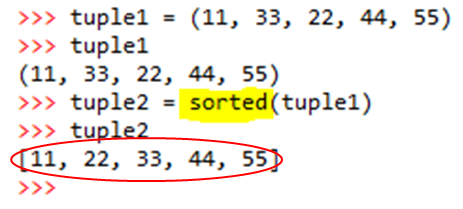 >>> tuple1 = (11, 33, 22, 44, 55)
>>> tuple1
(11, 33, 22, 44, 55)
>>> tuple2 = sorted(tuple1)
>>> tuple2
[11, 22, 33, 44, 55]
>>>